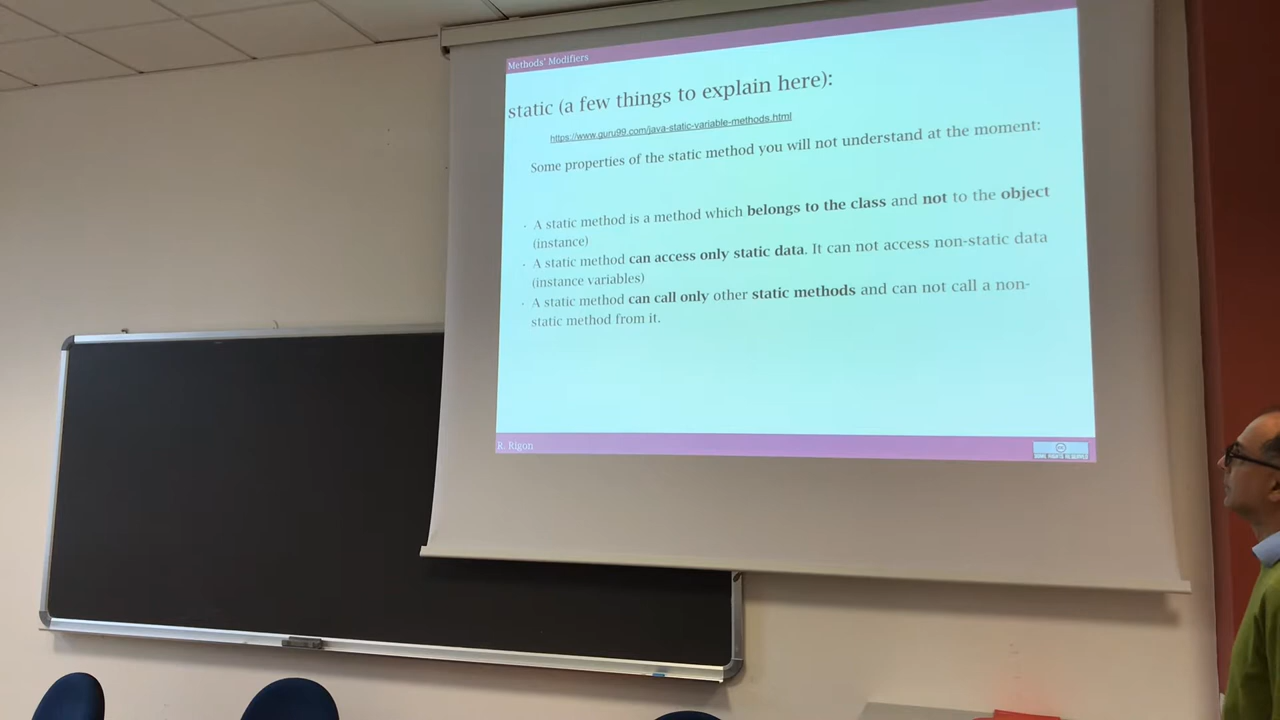 Methods' Modifiers
static (a few things to explain here):
https://www.guru99.com/java-static-variable-methods.html
Some properties of the static method you will not understand at the moment:
· A static method is a method which belongs to the class and not to the object
(instance)
· A static method can access only static data. It can not access non-static data
(instance variables)
· A static method can call only other static methods and can not call a non-
static method from it.
R. Rigon
SOME RIGHTS RESERVED